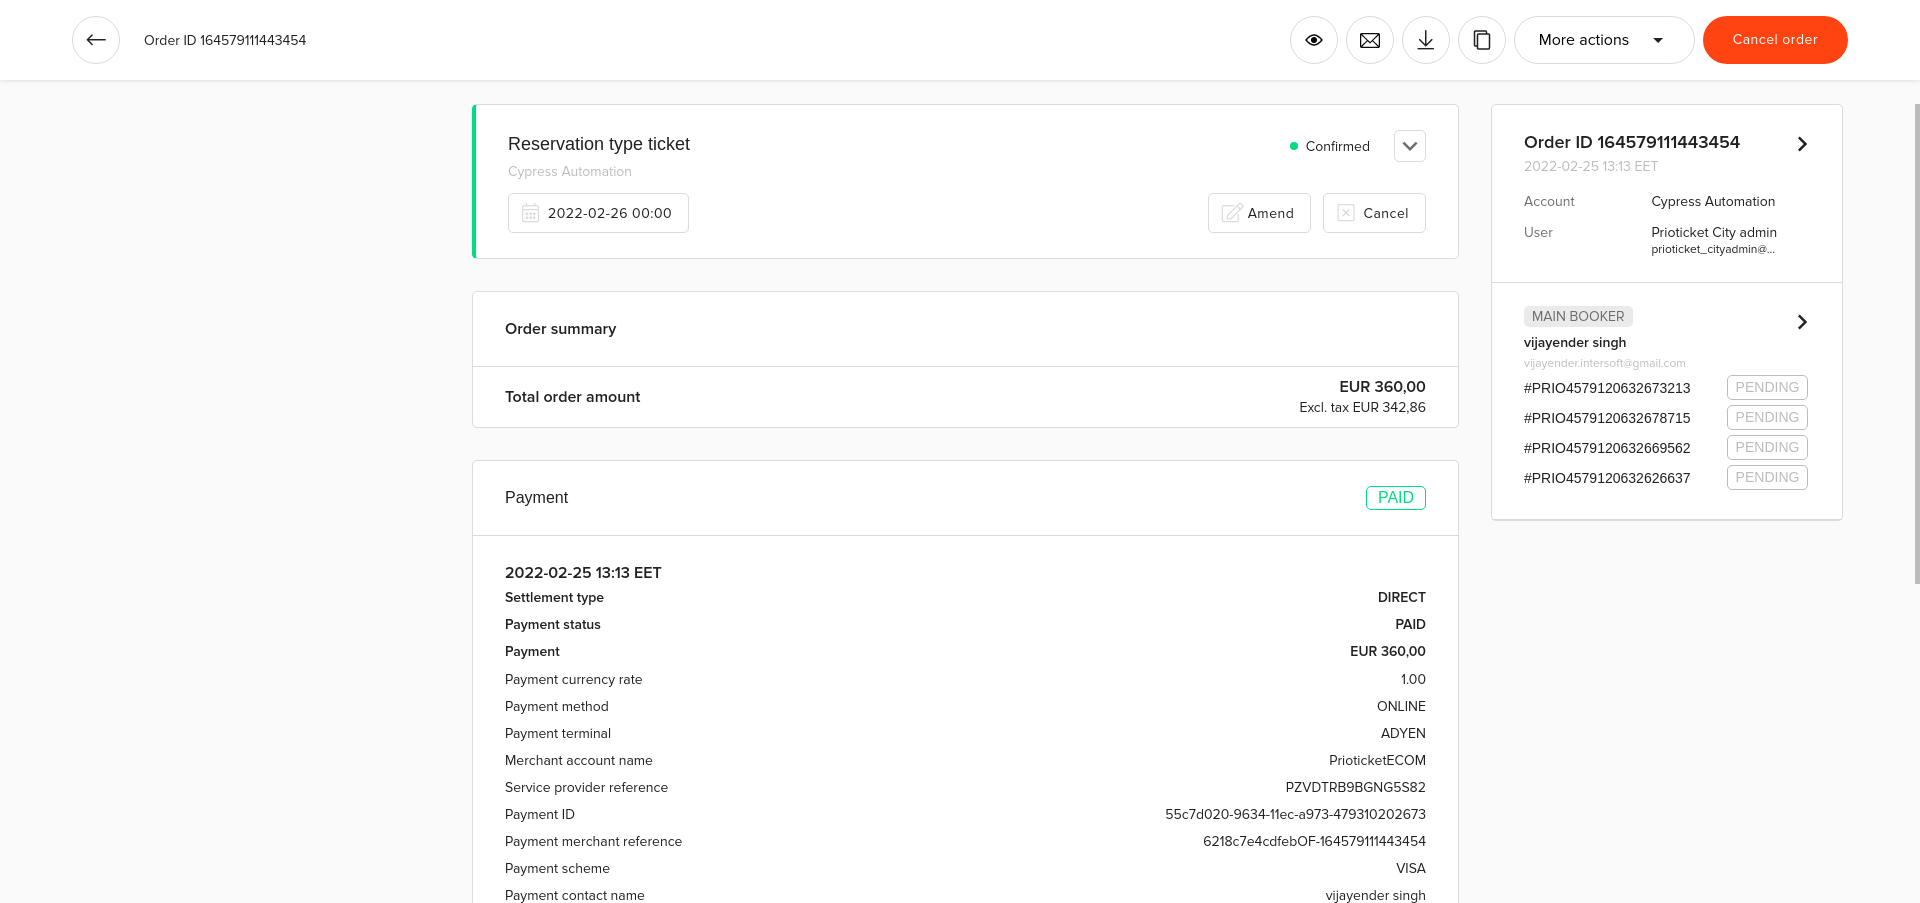 Order ID 164579111443454
More actions
Cancel order
Reservation type ticket
Confirmed
Cypress Automation
2022-02-26 00:00
Amend
Cancel
Order summary
Total order amount
EUR 360,00
Excl. tax EUR 342,86
Payment
PAID
2022-02-25 13:13 EET
Settlement type DIRECT
Payment status PAID
Payment EUR 360,00
Payment currency rate 1.00
Payment method ONLINE
Payment terminal ADYEN
Merchant account name PrioticketECOM
Service provider reference PZVDTRB9BGNG5S82
Payment ID 55c7d020-9634-11ec-a973-479310202673
Payment merchant reference 6218c7e4cdfebOF-164579111443454
Payment scheme VISA
Payment contact name vijayender singh
Order ID 164579111443454
2022-02-25 13:13 EET
Account Cypress Automation
User Prioticket City admin
prioticket_cityadmin@...
MAIN BOOKER
vijayender singh
vijayender.intersoft@gmail.com
#PRIO4579120632673213 PENDING
#PRIO4579120632678715 PENDING
#PRIO4579120632669562 PENDING
#PRIO4579120632626637 PENDING